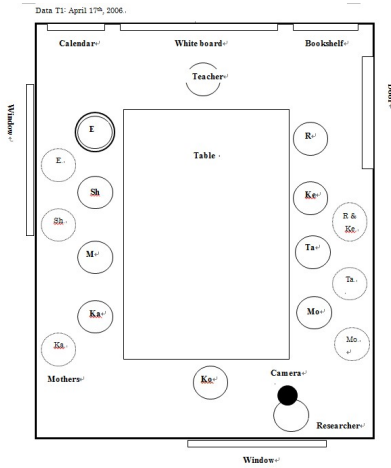 Data T1: April 17th, 2006.
Calendar White board Bookshelf
Teacher
Window
E
R
Table
E
Sh
Ke
Sh
R &
Ke
M
Ta
Ta
Ka
Mo
Ka
Mo
Mothers
Ko
Camera
Researcher
Window